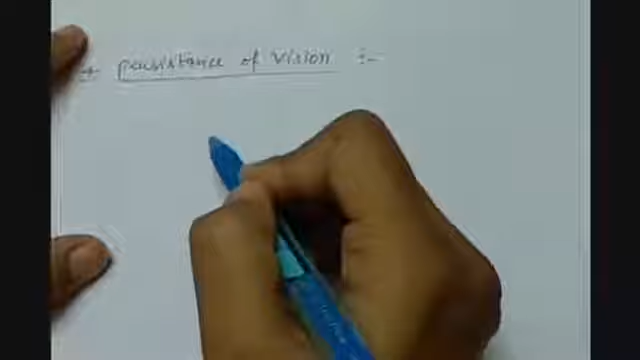 → persistance of vision :-